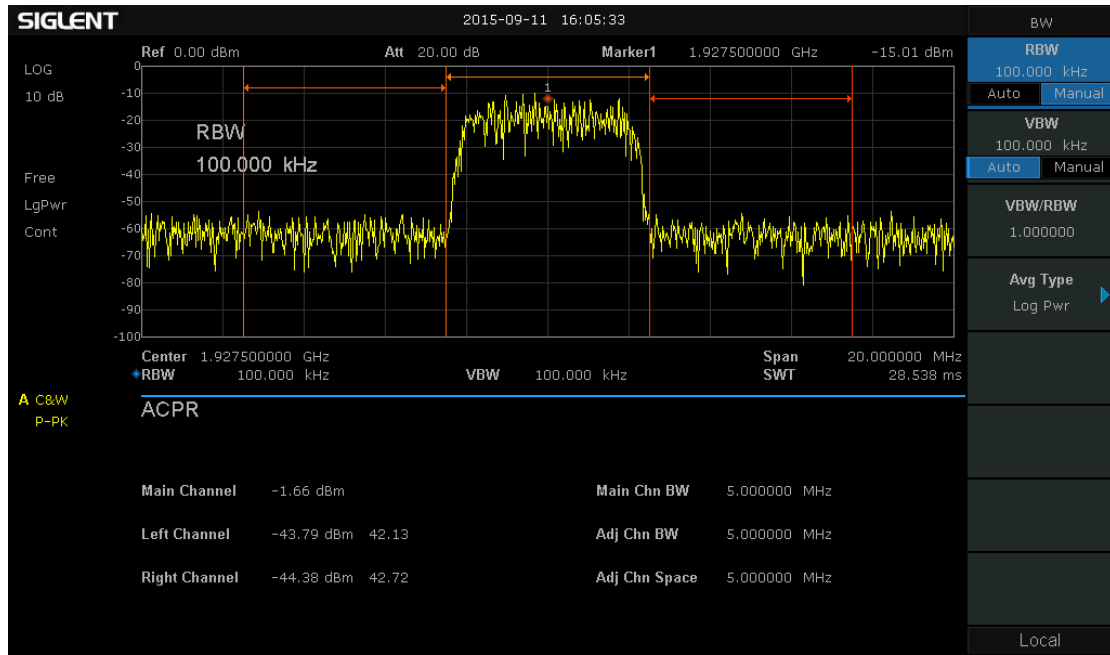 SIGLENT 2015-09-11 16:05:33 BW
Ref 0.00 dBm Att 20.00 dB Marker1 1.927500000 GHz -15.01 dBm
RBW
100.000 kHz
Auto Manual
VBW
100.000 kHz
Auto Manual
VBW/RBW
1.000000
Avg Type
Log Pwr
Local
LOG
10 dB
Free
LgPwr
Cont
A C&W
P-PK
0
-10
-20
-30
-40
-50
-60
-70
-80
-90
-100
1
RBW
100.000 kHz
Center 1.927500000 GHz Span 20.000000 MHz
RBW 100.000 kHz VBW 100.000 kHz SWT 28.538 ms
ACPR
Main Channel -1.66 dBm Main Chn BW 5.000000 MHz
Left Channel -43.79 dBm 42.13 Adj Chn BW 5.000000 MHz
Right Channel -44.38 dBm 42.72 Adj Chn Space 5.000000 MHz